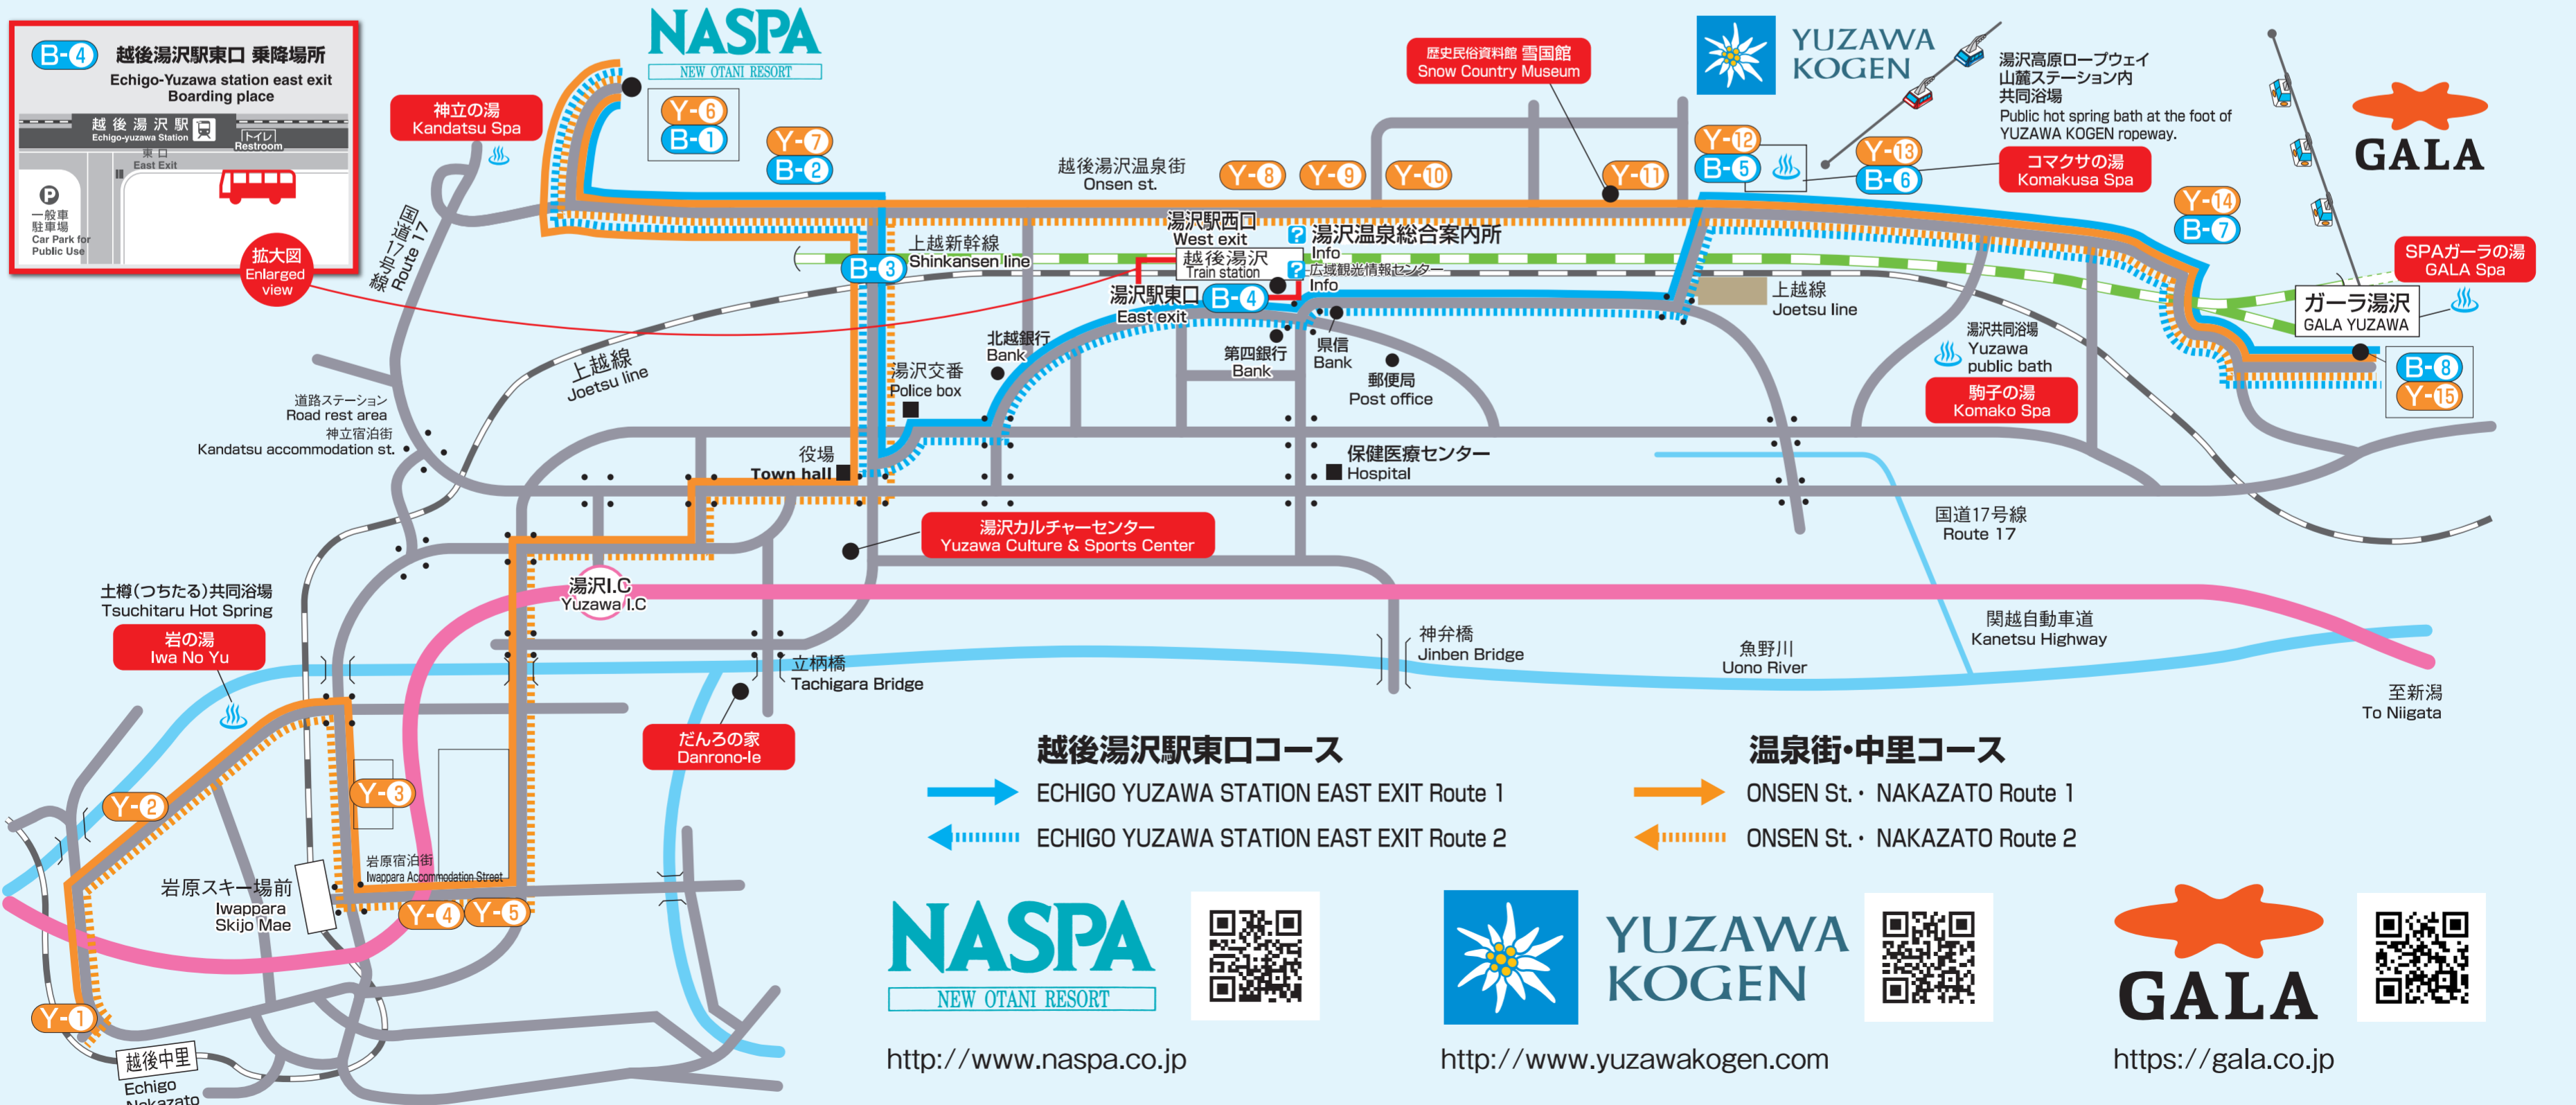 B-4
越後湯沢駅東口 乗降場所
Echigo-Yuzawa station east exit
Boarding place
越後湯沢駅
Echigo-yuzawa Station
トイレ
Restroom
東口
East Exit
P
一般車
駐車場
Car Park for
Public Use
拡大図
Enlarged
view
神立の湯
Kandatsu Spa
国道17号線
Route 17
NASPA
NEW OTANI RESORT
Y-6
B-1
Y-7
B-2
越後湯沢温泉街
Onsen st.
Y-8
Y-9
Y-10
Y-11
歴史民俗資料館 雪国館
Snow Country Museum
YUZAWA
KOGEN
湯沢高原ロープウェイ
山麓ステーション内
共同浴場
Public hot spring bath at the foot of
YUZAWA KOGEN ropeway.
Y-12
B-5
Y-13
B-6
コマクサの湯
Komakusa Spa
GALA
Y-14
B-7
SPAガーラの湯
GALA Spa
ガーラ湯沢
GALA YUZAWA
B-8
Y-15
B-3
上越新幹線
Shinkansen line
湯沢駅西口
West exit
越後湯沢
Train station
? 湯沢温泉総合案内所
Info
? 広域観光情報センター
Info
湯沢駅東口
East exit
B-4
上越線
Joetsu line
上越線
Joetsu line
北越銀行
Bank
湯沢交番
Police box
第四銀行
Bank
県信
Bank
郵便局
Post office
湯沢共同浴場
Yuzawa
public bath
駒子の湯
Komako Spa
道路ステーション
Road rest area
神立宿泊街
Kandatsu accommodation st.
役場
Town hall
保健医療センター
Hospital
湯沢カルチャーセンター
Yuzawa Culture & Sports Center
国道17号線
Route 17
湯沢I.C
Yuzawa I.C
土樽(つちたる)共同浴場
Tsuchitaru Hot Spring
岩の湯
Iwa No Yu
立柄橋
Tachigara Bridge
神弁橋
Jinben Bridge
魚野川
Uono River
関越自動車道
Kanetsu Highway
至新潟
To Niigata
だんろの家
Danrono-Ie
Y-2
Y-3
岩原宿泊街
Iwappara Accommodation Street
岩原スキー場前
Iwappara
Skijo Mae
Y-4
Y-5
Y-1
越後中里
Echigo
Nakazato
越後湯沢駅東口コース
ECHIGO YUZAWA STATION EAST EXIT Route 1
ECHIGO YUZAWA STATION EAST EXIT Route 2
温泉街・中里コース
ONSEN St.・ NAKAZATO Route 1
ONSEN St.・ NAKAZATO Route 2
NASPA
NEW OTANI RESORT
http://www.naspa.co.jp
YUZAWA
KOGEN
http://www.yuzawakogen.com
GALA
https://gala.co.jp